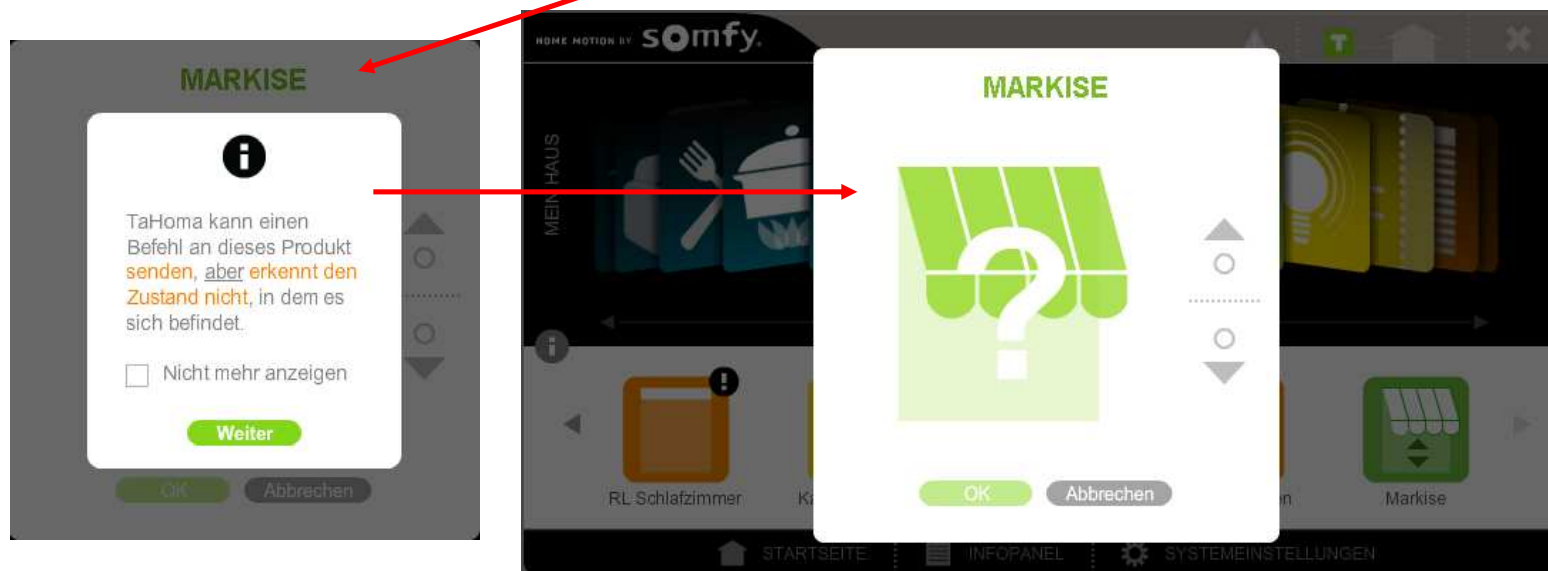 MARKISE
TaHoma kann einen
Befehl an dieses Produkt
senden, aber erkennt den
Zustand nicht, in dem es
sich befindet.
Nicht mehr anzeigen
Weiter
OK Abbrechen
HOME MOTION BY somfy.
T
MEIN HAUS
MARKISE
?
OK Abbrechen
RL Schlafzimmer
Markise
STARTSEITE INFOPANEL SYSTEMEINSTELLUNGEN